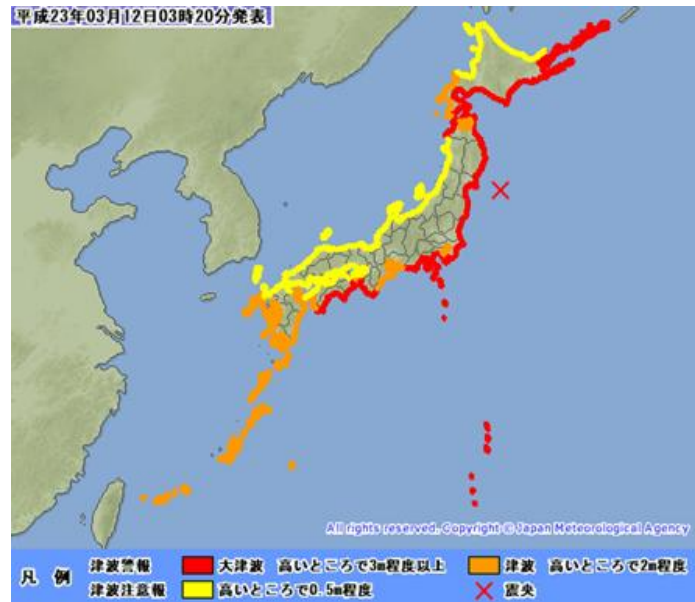 平成23年03月12日03時20分発表
All rights reserved. Copyright © Japan Meteorological Agency
凡 例 津波警報 大津波 高いところで3m程度以上 津波 高いところで2m程度
津波注意報 高いところで0.5m程度 震央